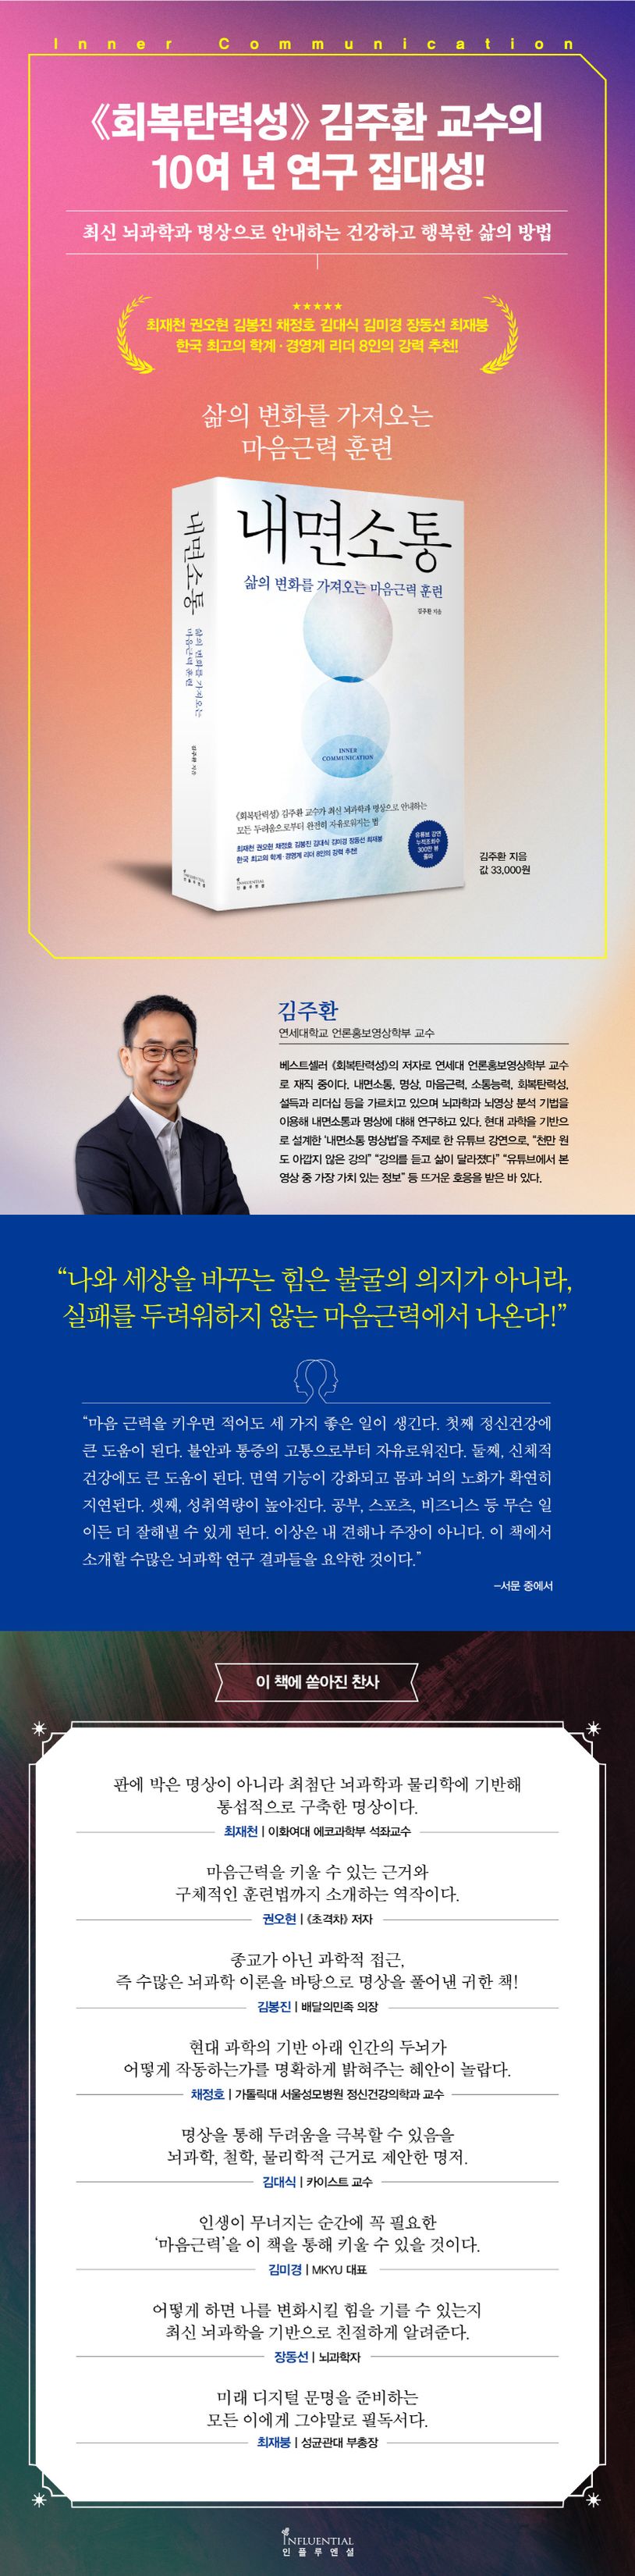 Inner Communication
《회복탄력성》 김주환 교수의
10여 년 연구 집대성!
최신 뇌과학과 명상으로 안내하는 건강하고 행복한 삶의 방법
★★★★★
최재천 권오현 김봉진 채정호 김대식 김미경 장동선 최재붕
한국 최고의 학계·경영계 리더 8인의 강력 추천!
삶의 변화를 가져오는
마음근력 훈련
내면소통
삶의 변화를 가져오는
마음근력 훈련
김주환 지음
INFLUENTIAL
인플루엔셜
내면소통
삶의 변화를 가져오는 마음근력 훈련
김주환 지음
INNER
COMMUNICATION
《회복탄력성》 김주환 교수가 최신 뇌과학과 명상으로 안내하는
모든 두려움으로부터 완전히 자유로워지는 법
최재천 권오현 채정호 김봉진 김대식 김미경 장동선 최재붕
한국 최고의 학계·경영계 리더 8인의 강력 추천!
유튜브 강연
누적조회수
300만 뷰
돌파
INFLUENTIAL
인플루엔셜
김주환 지음
값 33,000원
김주환
연세대학교 언론홍보영상학부 교수
베스트셀러 《회복탄력성》의 저자로 연세대 언론홍보영상학부 교수
로 재직 중이다. 내면소통, 명상, 마음근력, 소통능력, 회복탄력성,
설득과 리더십 등을 가르치고 있으며 뇌과학과 뇌영상 분석 기법을
이용해 내면소통과 명상에 대해 연구하고 있다. 현대 과학을 기반으
로 설계한 ‘내면소통 명상법’을 주제로 한 유튜브 강연으로, “천만 원
도 아깝지 않은 강의” “강의를 듣고 삶이 달라졌다” “유튜브에서 본
영상 중 가장 가치 있는 정보” 등 뜨거운 호응을 받은 바 있다.
“나와 세상을 바꾸는 힘은 불굴의 의지가 아니라,
실패를 두려워하지 않는 마음근력에서 나온다!”
“마음 근력을 키우면 적어도 세 가지 좋은 일이 생긴다. 첫째 정신건강에
큰 도움이 된다. 불안과 통증의 고통으로부터 자유로워진다. 둘째, 신체적
건강에도 큰 도움이 된다. 면역 기능이 강화되고 몸과 뇌의 노화가 확연히
지연된다. 셋째, 성취역량이 높아진다. 공부, 스포츠, 비즈니스 등 무슨 일
이든 더 잘해낼 수 있게 된다. 이상은 내 견해나 주장이 아니다. 이 책에서
소개할 수많은 뇌과학 연구 결과들을 요약한 것이다.”
–서문 중에서
이 책에 쏟아진 찬사
판에 박은 명상이 아니라 최첨단 뇌과학과 물리학에 기반해
통섭적으로 구축한 명상이다.
최재천 | 이화여대 에코과학부 석좌교수
마음근력을 키울 수 있는 근거와
구체적인 훈련법까지 소개하는 역작이다.
권오현 | 《초격차》 저자
종교가 아닌 과학적 접근,
즉 수많은 뇌과학 이론을 바탕으로 명상을 풀어낸 귀한 책!
김봉진 | 배달의민족 의장
현대 과학의 기반 아래 인간의 두뇌가
어떻게 작동하는가를 명확하게 밝혀주는 혜안이 놀랍다.
채정호 | 가톨릭대 서울성모병원 정신건강의학과 교수
명상을 통해 두려움을 극복할 수 있음을
뇌과학, 철학, 물리학적 근거로 제안한 명저.
김대식 | 카이스트 교수
인생이 무너지는 순간에 꼭 필요한
‘마음근력’을 이 책을 통해 키울 수 있을 것이다.
김미경 | MKYU 대표
어떻게 하면 나를 변화시킬 힘을 기를 수 있는지
최신 뇌과학을 기반으로 친절하게 알려준다.
장동선 | 뇌과학자
미래 디지털 문명을 준비하는
모든 이에게 그야말로 필독서다.
최재붕 | 성균관대 부총장
INFLUENTIAL
인플루엔셜